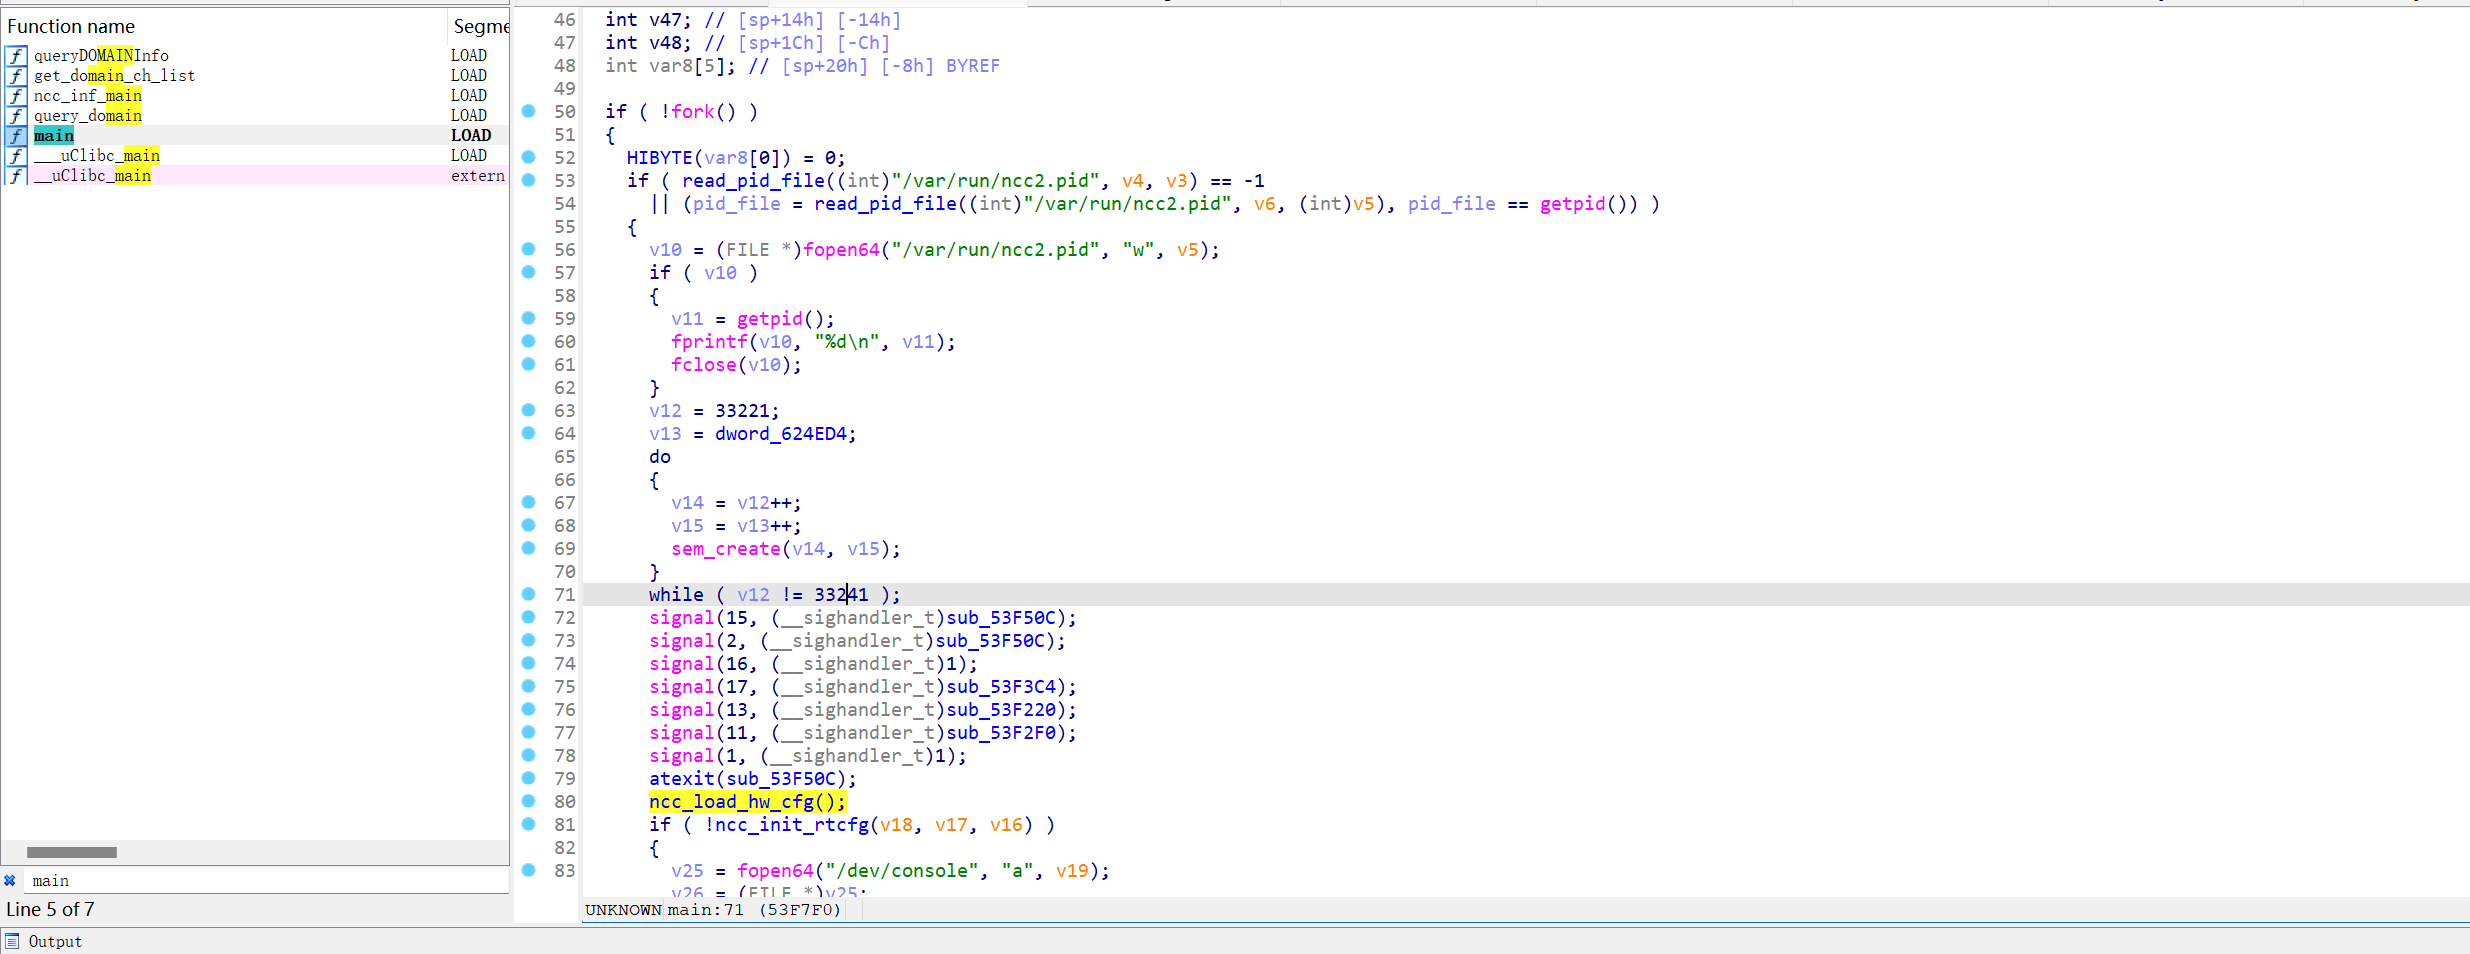 Function name Segme
queryDOMAINInfo LOAD
get_domain_ch_list LOAD
ncc_inf_main LOAD
query_domain LOAD
main LOAD
___uClibc_main LOAD
__uClibc_main extern
main
Line 5 of 7
46 int v47; // [sp+14h] [-14h]
47 int v48; // [sp+1Ch] [-Ch]
48 int var8[5]; // [sp+20h] [-8h] BYREF
49
50 if ( !fork() )
51 {
52 HIBYTE(var8[0]) = 0;
53 if ( read_pid_file((int)"/var/run/ncc2.pid", v4, v3) == -1
54 || (pid_file = read_pid_file((int)"/var/run/ncc2.pid", v6, (int)v5), pid_file == getpid()) )
55 {
56 v10 = (FILE *)fopen64("/var/run/ncc2.pid", "w", v5);
57 if ( v10 )
58 {
59 v11 = getpid();
60 fprintf(v10, "%d\n", v11);
61 fclose(v10);
62 }
63 v12 = 33221;
64 v13 = dword_624ED4;
65 do
66 {
67 v14 = v12++;
68 v15 = v13++;
69 sem_create(v14, v15);
70 }
71 while ( v12 != 33241 );
72 signal(15, (__sighandler_t)sub_53F50C);
73 signal(2, (__sighandler_t)sub_53F50C);
74 signal(16, (__sighandler_t)1);
75 signal(17, (__sighandler_t)sub_53F3C4);
76 signal(13, (__sighandler_t)sub_53F220);
77 signal(11, (__sighandler_t)sub_53F2F0);
78 signal(1, (__sighandler_t)1);
79 atexit(sub_53F50C);
80 ncc_load_hw_cfg();
81 if ( !ncc_init_rtcfg(v18, v17, v16) )
82 {
83 v25 = fopen64("/dev/console", "a", v19);
v26 = (FILE *)v25;
UNKNOWN main:71 (53F7F0)
Output